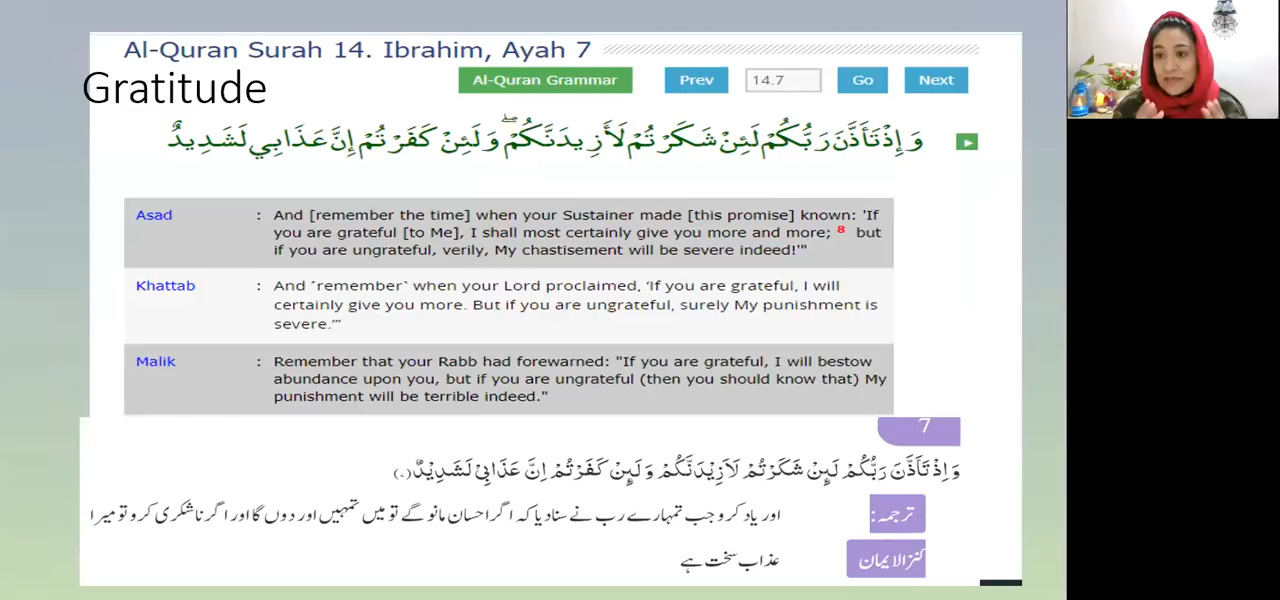 Al-Quran Surah 14. Ibrahim, Ayah 7
Gratitude
Al-Quran Grammar Prev 14.7 Go Next
وَإِذْ تَأَذَّنَ رَبُّكُمْ لَئِنْ شَكَرْتُمْ لَأَزِيدَنَّكُمْ ۖ وَلَئِنْ كَفَرْتُمْ إِنَّ عَذَابِي لَشَدِيدٌ
Asad : And [remember the time] when your Sustainer made [this promise] known: 'If
you are grateful [to Me], I shall most certainly give you more and more; 8 but
if you are ungrateful, verily, My chastisement will be severe indeed!'"
Khattab : And ˹remember˺ when your Lord proclaimed, ‘If you are grateful, I will
certainly give you more. But if you are ungrateful, surely My punishment is
severe.’”
Malik : Remember that your Rabb had forewarned: "If you are grateful, I will bestow
abundance upon you, but if you are ungrateful (then you should know that) My
punishment will be terrible indeed."
7
وَ اِذْ تَاَذَّنَ رَبُّكُمْ لَىٕنْ شَكَرْتُمْ لَاَزِیْدَنَّكُمْ وَ لَىٕنْ كَفَرْتُمْ اِنَّ عَذَابِیْ لَشَدِیْدٌ(۷)
ترجمہ: اور یاد کرو جب تمہارے رب نے سنادیا کہ اگر احسان مانو گے تو میں تمہیں اور دوں گا اور اگر ناشکری کرو تو میرا
کنزالایمان عذاب سخت ہے